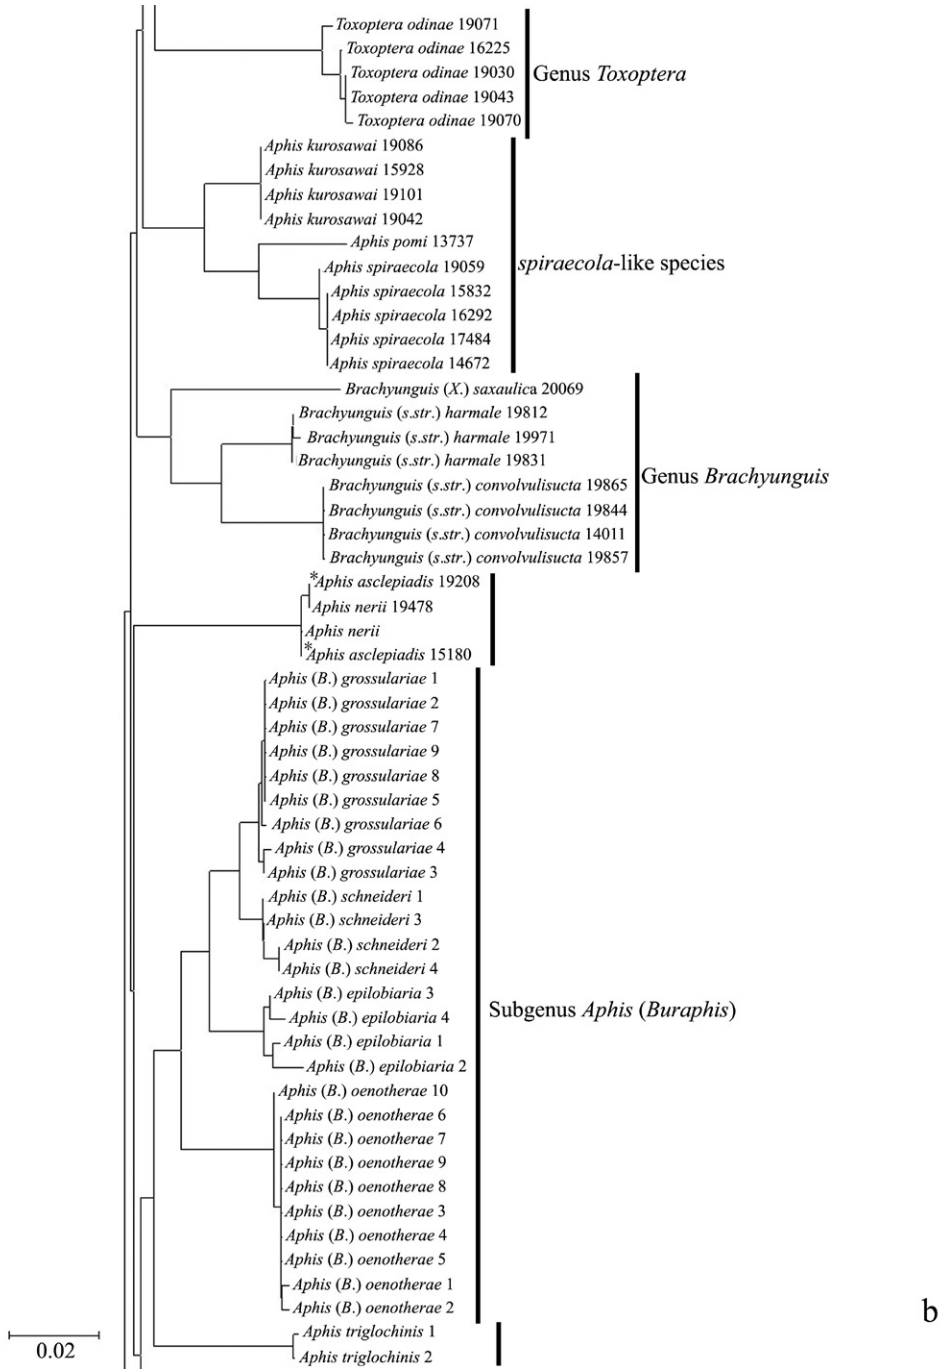 Toxoptera odinae 19071
Toxoptera odinae 16225
Toxoptera odinae 19030
Toxoptera odinae 19043
Toxoptera odinae 19070
Genus Toxoptera
Aphis kurosawai 19086
Aphis kurosawai 15928
Aphis kurosawai 19101
Aphis kurosawai 19042
Aphis pomi 13737
Aphis spiraecola 19059
Aphis spiraecola 15832
Aphis spiraecola 16292
Aphis spiraecola 17484
Aphis spiraecola 14672
spiraecola-like species
Brachyunguis (X.) saxaulica 20069
Brachyunguis (s.str.) harmale 19812
Brachyunguis (s.str.) harmale 19971
Brachyunguis (s.str.) harmale 19831
Brachyunguis (s.str.) convolvulisucta 19865
Brachyunguis (s.str.) convolvulisucta 19844
Brachyunguis (s.str.) convolvulisucta 14011
Brachyunguis (s.str.) convolvulisucta 19857
Genus Brachyunguis
*Aphis asclepiadis 19208
Aphis nerii 19478
Aphis nerii
*Aphis asclepiadis 15180
Aphis (B.) grossulariae 1
Aphis (B.) grossulariae 2
Aphis (B.) grossulariae 7
Aphis (B.) grossulariae 9
Aphis (B.) grossulariae 8
Aphis (B.) grossulariae 5
Aphis (B.) grossulariae 6
Aphis (B.) grossulariae 4
Aphis (B.) grossulariae 3
Aphis (B.) schneideri 1
Aphis (B.) schneideri 3
Aphis (B.) schneideri 2
Aphis (B.) schneideri 4
Aphis (B.) epilobiaria 3
Aphis (B.) epilobiaria 4
Aphis (B.) epilobiaria 1
Aphis (B.) epilobiaria 2
Aphis (B.) oenotherae 10
Aphis (B.) oenotherae 6
Aphis (B.) oenotherae 7
Aphis (B.) oenotherae 9
Aphis (B.) oenotherae 8
Aphis (B.) oenotherae 3
Aphis (B.) oenotherae 4
Aphis (B.) oenotherae 5
Aphis (B.) oenotherae 1
Aphis (B.) oenotherae 2
Subgenus Aphis (Buraphis)
Aphis triglochinis 1
Aphis triglochinis 2
0.02
b